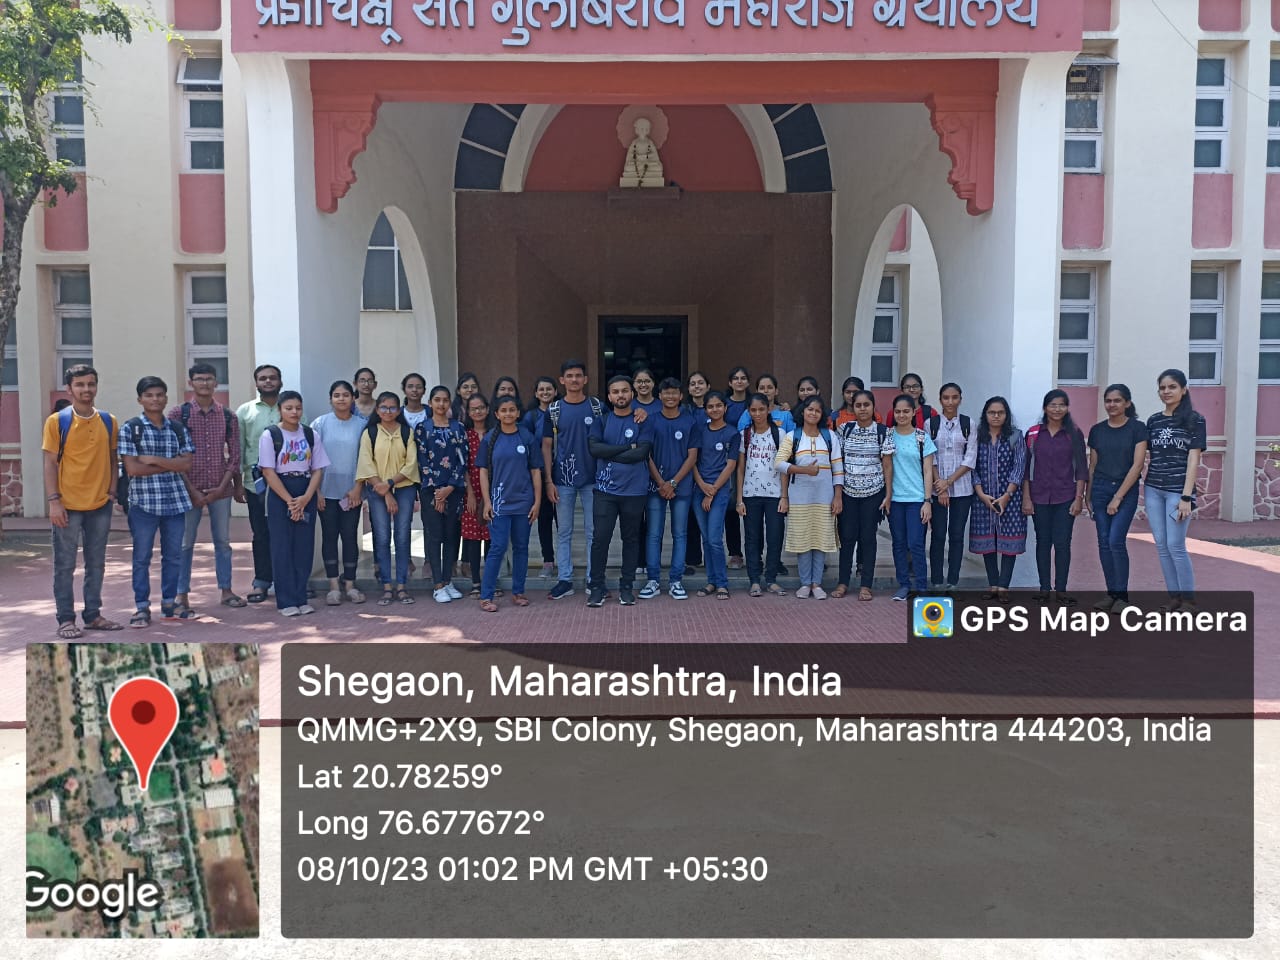 प्रज्ञाचक्षू संत गुलाबराव महाराज ग्रंथालय
GPS Map Camera
Shegaon, Maharashtra, India
QMMG+2X9, SBI Colony, Shegaon, Maharashtra 444203, India
Lat 20.78259°
Long 76.677672°
08/10/23 01:02 PM GMT +05:30
Google